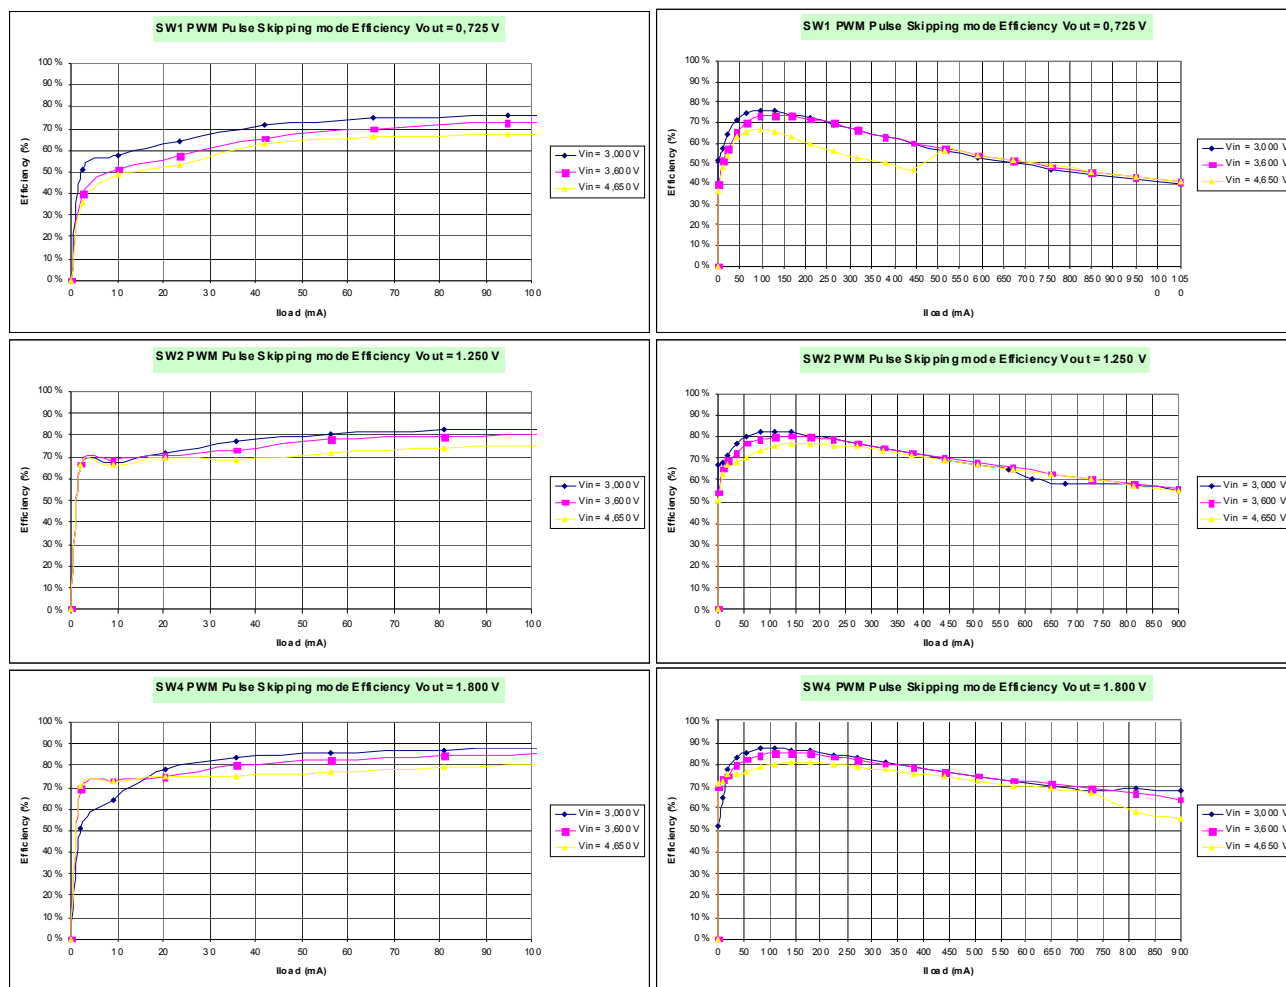 SW1 PWM Pulse Skipping mode Efficiency Vout = 0,725 V
Efficiency (%)
100 %
90 %
80 %
70 %
60 %
50 %
40 %
30 %
20 %
10 %
0 %
0 10 20 30 40 50 60 70 80 90 100
Iload (mA)
Vin = 3,000 V
Vin = 3,600 V
Vin = 4,650 V
SW1 PWM Pulse Skipping mode Efficiency Vout = 0,725 V
Efficiency (%)
100 %
90 %
80 %
70 %
60 %
50 %
40 %
30 %
20 %
10 %
0 %
0 50 100 150 200 250 300 350 400 450 500 550 600 650 700 750 800 850 900 950 100 105
0 0
Iload (mA)
Vin = 3,000 V
Vin = 3,600 V
Vin = 4,650 V
SW2 PWM Pulse Skipping mode Efficiency Vout = 1.250 V
Efficiency (%)
100 %
90 %
80 %
70 %
60 %
50 %
40 %
30 %
20 %
10 %
0 %
0 10 20 30 40 50 60 70 80 90 100
Iload (mA)
Vin = 3,000 V
Vin = 3,600 V
Vin = 4,650 V
SW2 PWM Pulse Skipping mode Efficiency Vout = 1.250 V
Efficiency (%)
100 %
90 %
80 %
70 %
60 %
50 %
40 %
30 %
20 %
10 %
0 %
0 50 100 150 200 250 300 350 400 450 500 550 600 650 700 750 800 850 900
Iload (mA)
Vin = 3,000 V
Vin = 3,600 V
Vin = 4,650 V
SW4 PWM Pulse Skipping mode Efficiency Vout = 1.800 V
Efficiency (%)
100 %
90 %
80 %
70 %
60 %
50 %
40 %
30 %
20 %
10 %
0 %
0 10 20 30 40 50 60 70 80 90 100
Iload (mA)
Vin = 3,000 V
Vin = 3,600 V
Vin = 4,650 V
SW4 PWM Pulse Skipping mode Efficiency Vout = 1.800 V
Efficiency (%)
100 %
90 %
80 %
70 %
60 %
50 %
40 %
30 %
20 %
10 %
0 %
0 50 100 150 200 250 300 350 400 450 500 550 600 650 700 750 800 850 900
Iload (mA)
Vin = 3,000 V
Vin = 3,600 V
Vin = 4,650 V